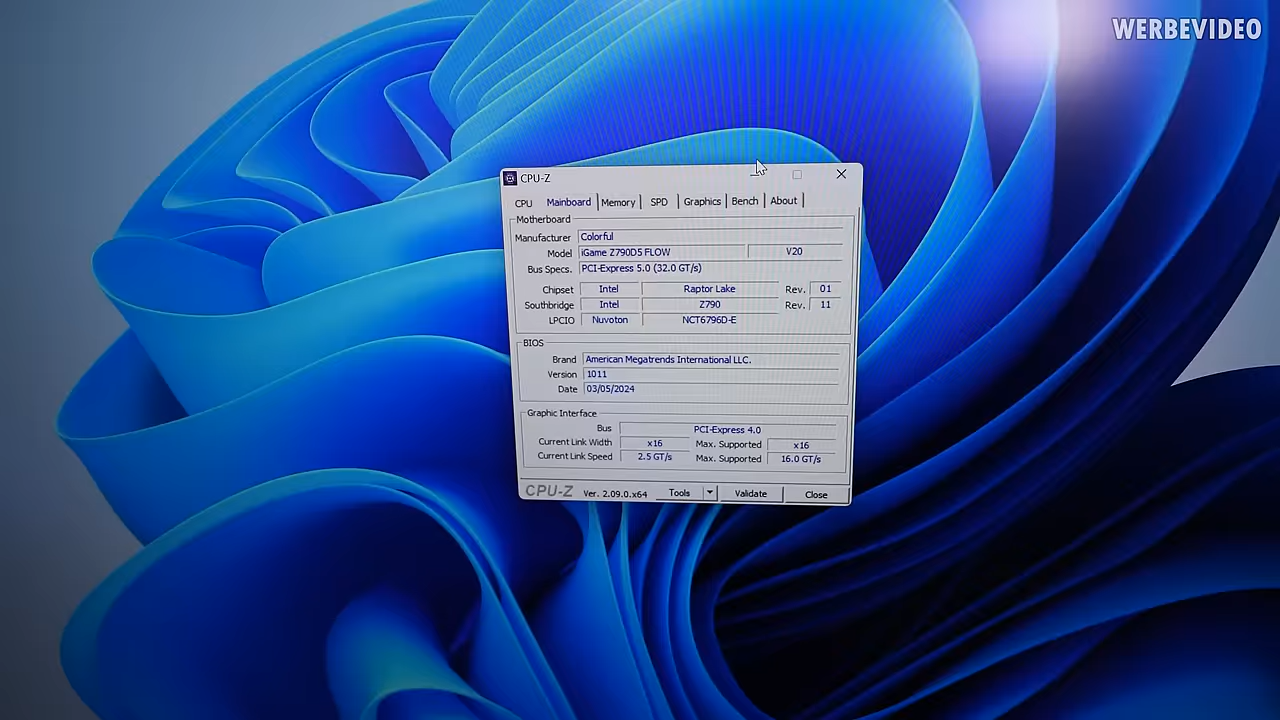 WERBEVIDEO
CPU-Z
CPU Mainboard Memory SPD Graphics Bench About
Motherboard
Manufacturer Colorful
Model iGame Z790D5 FLOW V20
Bus Specs. PCI-Express 5.0 (32.0 GT/s)
Chipset Intel Raptor Lake Rev. 01
Southbridge Intel Z790 Rev. 11
LPCIO Nuvoton NCT6796D-E
BIOS
Brand American Megatrends International LLC.
Version 1011
Date 03/05/2024
Graphic Interface
Bus PCI-Express 4.0
Current Link Width x16 Max. Supported x16
Current Link Speed 2.5 GT/s Max. Supported 16.0 GT/s
CPU-Z Ver. 2.09.0.x64 Tools Validate Close